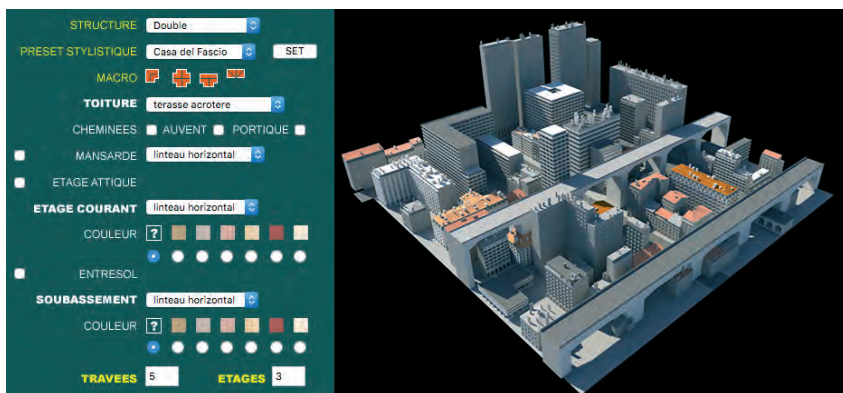 STRUCTURE Double
PRESET STYLISTIQUE Casa del Fascio SET
MACRO
TOITURE terasse acrotere
CHEMINEES AUVENT PORTIQUE
MANSARDE linteau horizontal
ETAGE ATTIQUE
ETAGE COURANT linteau horizontal
COULEUR ?
ENTRESOL
SOUBASSEMENT linteau horizontal
COULEUR ?
TRAVEES 5 ETAGES 3